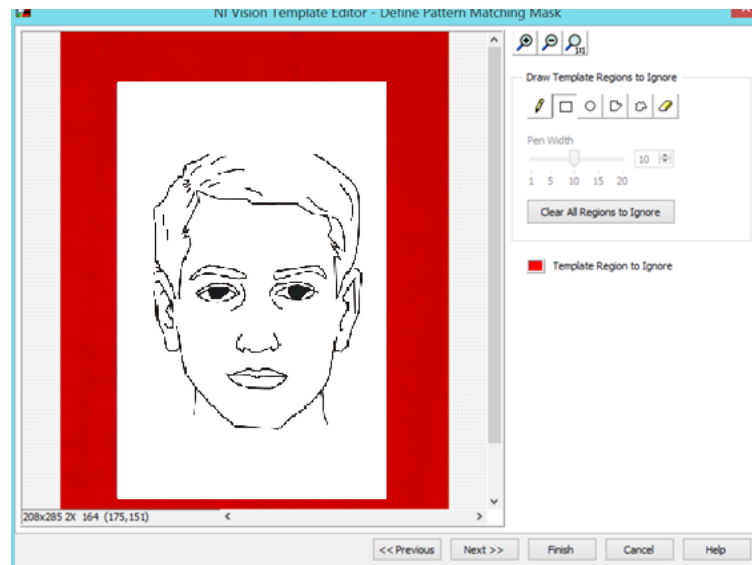 NI Vision Template Editor - Define Pattern Matching Mask
1:1
Draw Template Regions to Ignore
Pen Width
10
1 5 10 15 20
Clear All Regions to Ignore
Template Region to Ignore
208x285 2X 164 (175,151)
<< Previous Next >> Finish Cancel Help